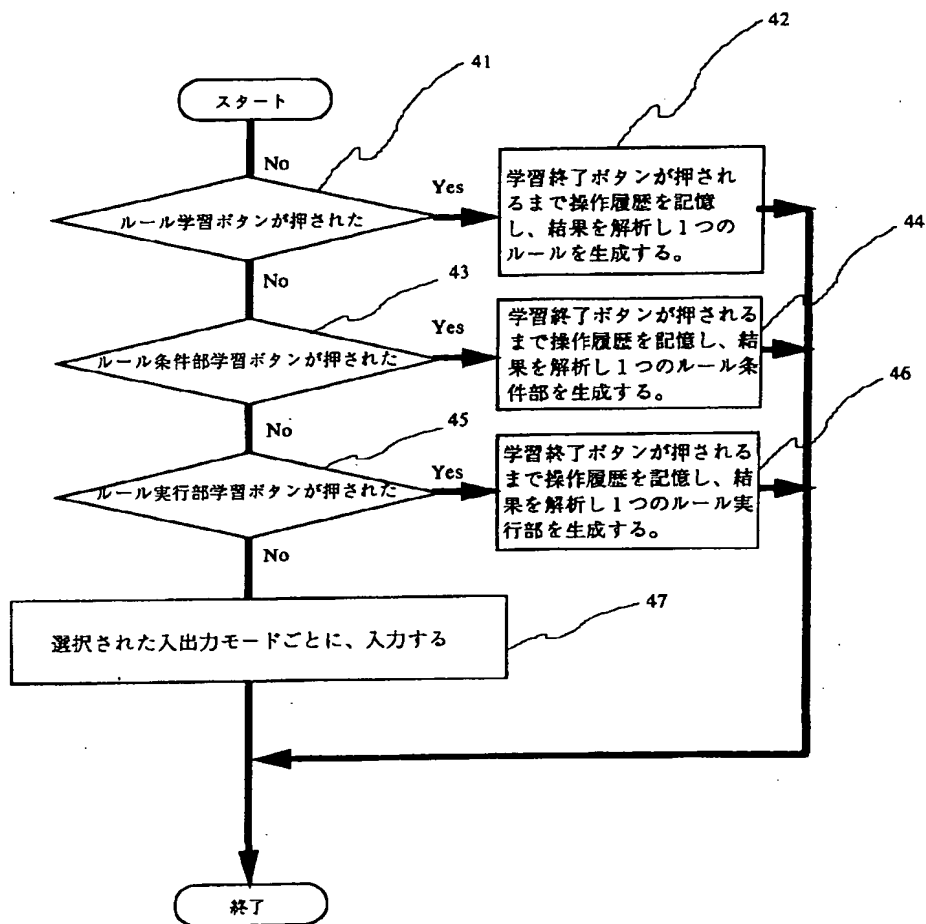 42
41
スタート
No
Yes
ルール学習ボタンが押された
学習終了ボタンが押され
るまで操作履歴を記憶
し、結果を解析し1つの
ルールを生成する。
44
No
43
Yes
ルール条件部学習ボタンが押された
学習終了ボタンが押される
まで操作履歴を記憶し、結
果を解析し1つのルール条
件部を生成する。
46
No
45
Yes
ルール実行部学習ボタンが押された
学習終了ボタンが押される
まで操作履歴を記憶し、結
果を解析し1つのルール実
行部を生成する。
No
47
選択された入出力モードごとに、入力する
終了